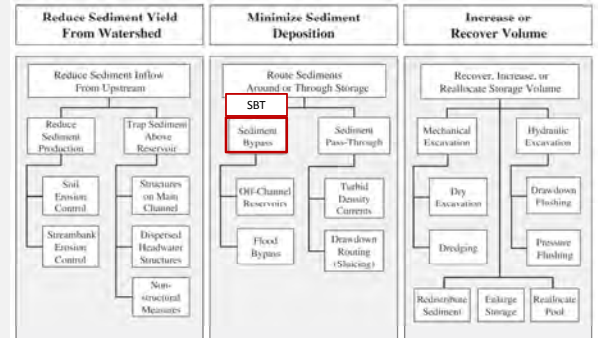 Reduce Sediment Yield
From Watershed
Minimize Sediment
Deposition
Increase or
Recover Volume
Reduce Sediment Inflow
From Upstream
Reduce
Sediment
Production
Trap Sediment
Above
Reservoir
Soil
Erosion
Control
Streambank
Erosion
Control
Structures
on Main
Channel
Dispersed
Headwater
Structures
Non-
structural
Measures
Route Sediments
Around or Through Storage
SBT
Sediment
Bypass
Sediment
Pass-Through
Off-Channel
Reservoirs
Flood
Bypass
Turbid
Density
Currents
Drawdown
Routing
(Sluicing)
Recover, Increase, or
Reallocate Storage Volume
Mechanical
Excavation
Hydraulic
Excavation
Dry
Excavation
Dredging
Drawdown
Flushing
Pressure
Flushing
Redistribute
Sediment
Enlarge
Storage
Reallocate
Pool